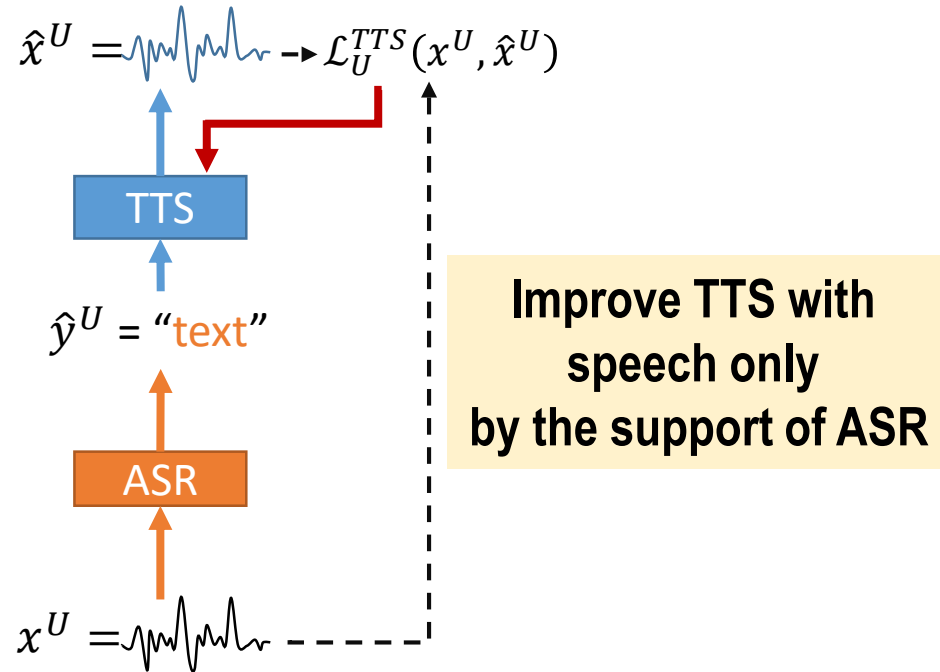 x̂^U = --> ℒ_U^{TTS}(x^U, x̂^U)
TTS
ŷ^U = “text”
ASR
x^U =
Improve TTS with
speech only
by the support of ASR